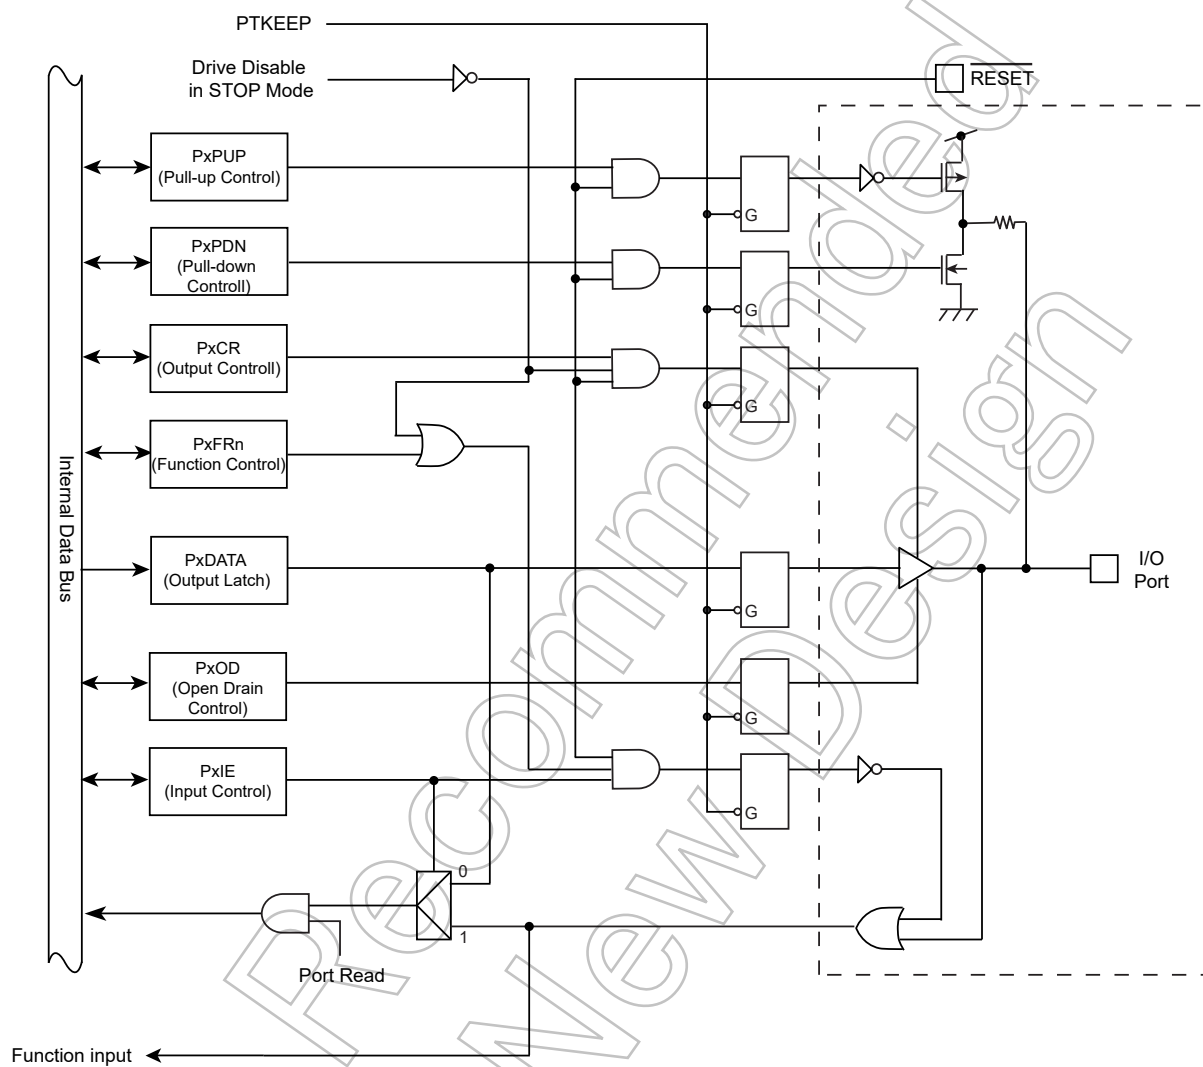 PTKEEP
Drive Disable
in STOP Mode
RESET
PxPUP
(Pull-up Control)
G
PxPDN
(Pull-down
Controll)
G
PxCR
(Output Controll)
G
PxFRn
(Function Control)
Internal Data Bus
PxDATA
(Output Latch)
G
I/O
Port
PxOD
(Open Drain
Control)
G
PxIE
(Input Control)
G
0
1
Port Read
Function input
Recommended
New Design